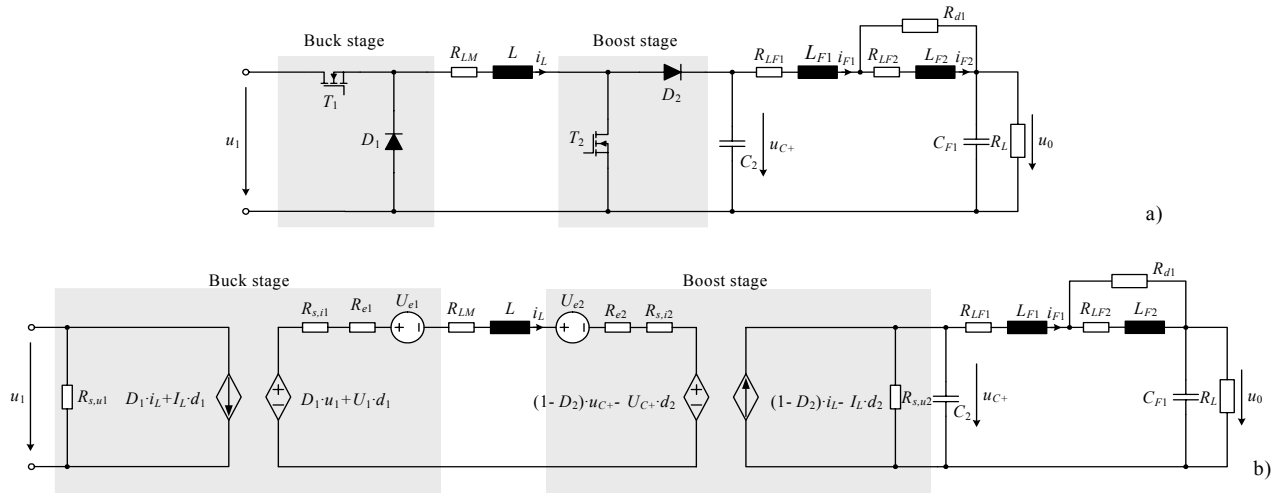 R_d1
Buck stage
Boost stage
R_LM
L
i_L
R_LF1
L_F1
i_F1
R_LF2
L_F2
i_F2
T_1
D_2
u_1
D_1
T_2
C_2
u_C+
C_F1
R_L
u_0
a)
Buck stage
Boost stage
R_d1
U_e1
U_e2
R_s,i1
R_e1
R_LM
L
i_L
R_e2
R_s,i2
R_LF1
L_F1
i_F1
R_LF2
L_F2
u_1
R_s,u1
D_1·i_L+I_L·d_1
D_1·u_1+U_1·d_1
(1-D_2)·u_C+-U_C+·d_2
(1-D_2)·i_L-I_L·d_2
R_s,u2
C_2
u_C+
C_F1
R_L
u_0
b)